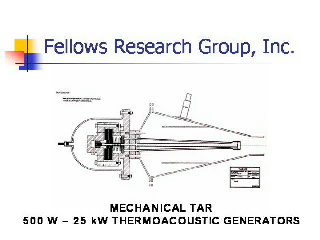 Fellows Research Group, Inc.
MECHANICAL TAR
500 W – 25 kW THERMOACOUSTIC GENERATORS